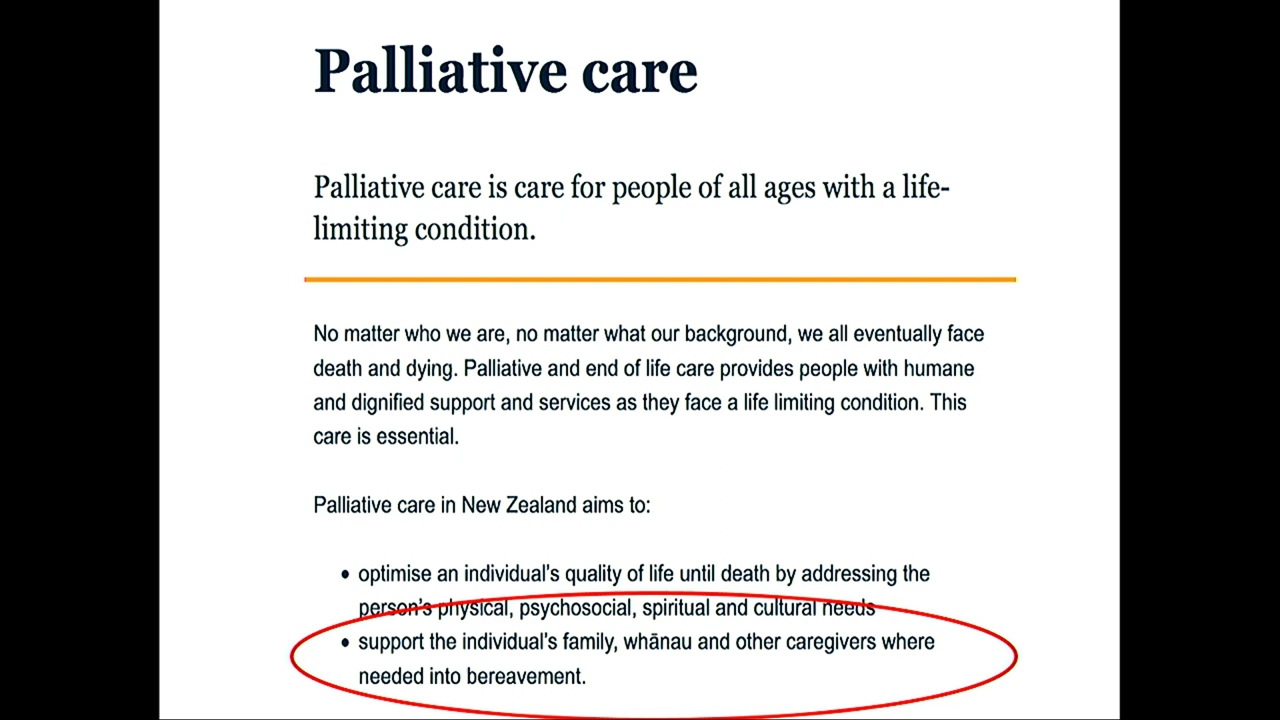 Palliative care
Palliative care is care for people of all ages with a life-
limiting condition.
No matter who we are, no matter what our background, we all eventually face
death and dying. Palliative and end of life care provides people with humane
and dignified support and services as they face a life limiting condition. This
care is essential.
Palliative care in New Zealand aims to:
• optimise an individual's quality of life until death by addressing the
person's physical, psychosocial, spiritual and cultural needs
• support the individual's family, whānau and other caregivers where
needed into bereavement.